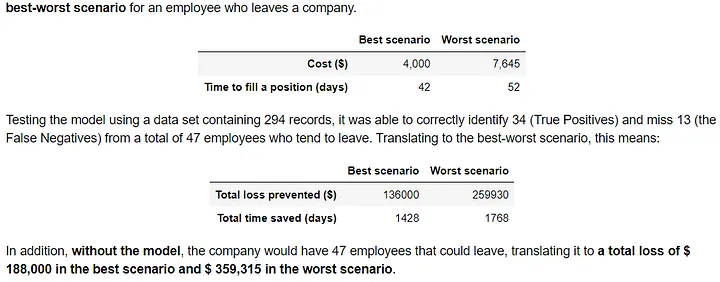 best-worst scenario for an employee who leaves a company.
Best scenario Worst scenario
Cost ($) 4,000 7,645
Time to fill a position (days) 42 52
Testing the model using a data set containing 294 records, it was able to correctly identify 34 (True Positives) and miss 13 (the
False Negatives) from a total of 47 employees who tend to leave. Translating to the best-worst scenario, this means:
Best scenario Worst scenario
Total loss prevented ($) 136000 259930
Total time saved (days) 1428 1768
In addition, without the model, the company would have 47 employees that could leave, translating it to a total loss of $
188,000 in the best scenario and $ 359,315 in the worst scenario.